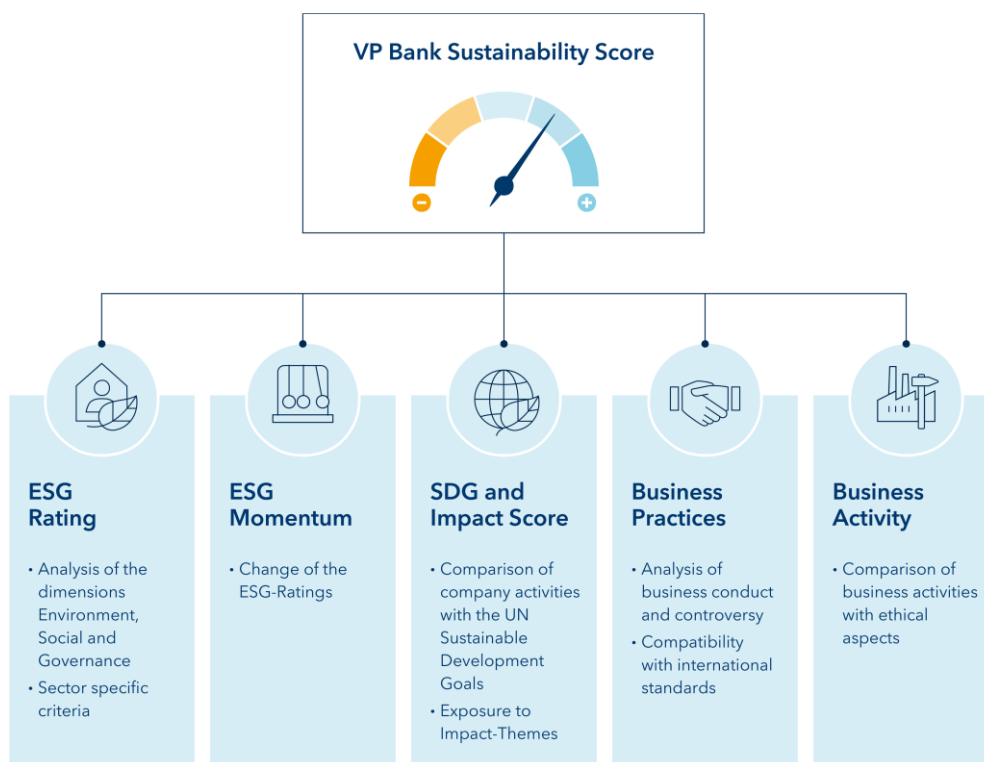 VP Bank Sustainability Score
ESG
Rating
• Analysis of the
dimensions
Environment,
Social and
Governance
• Sector specific
criteria
ESG
Momentum
• Change of the
ESG-Ratings
SDG and
Impact Score
• Comparison of
company activities
with the UN
Sustainable
Development
Goals
• Exposure to
Impact-Themes
Business
Practices
• Analysis of
business conduct
and controversy
• Compatibility
with international
standards
Business
Activity
• Comparison of
business activities
with ethical
aspects